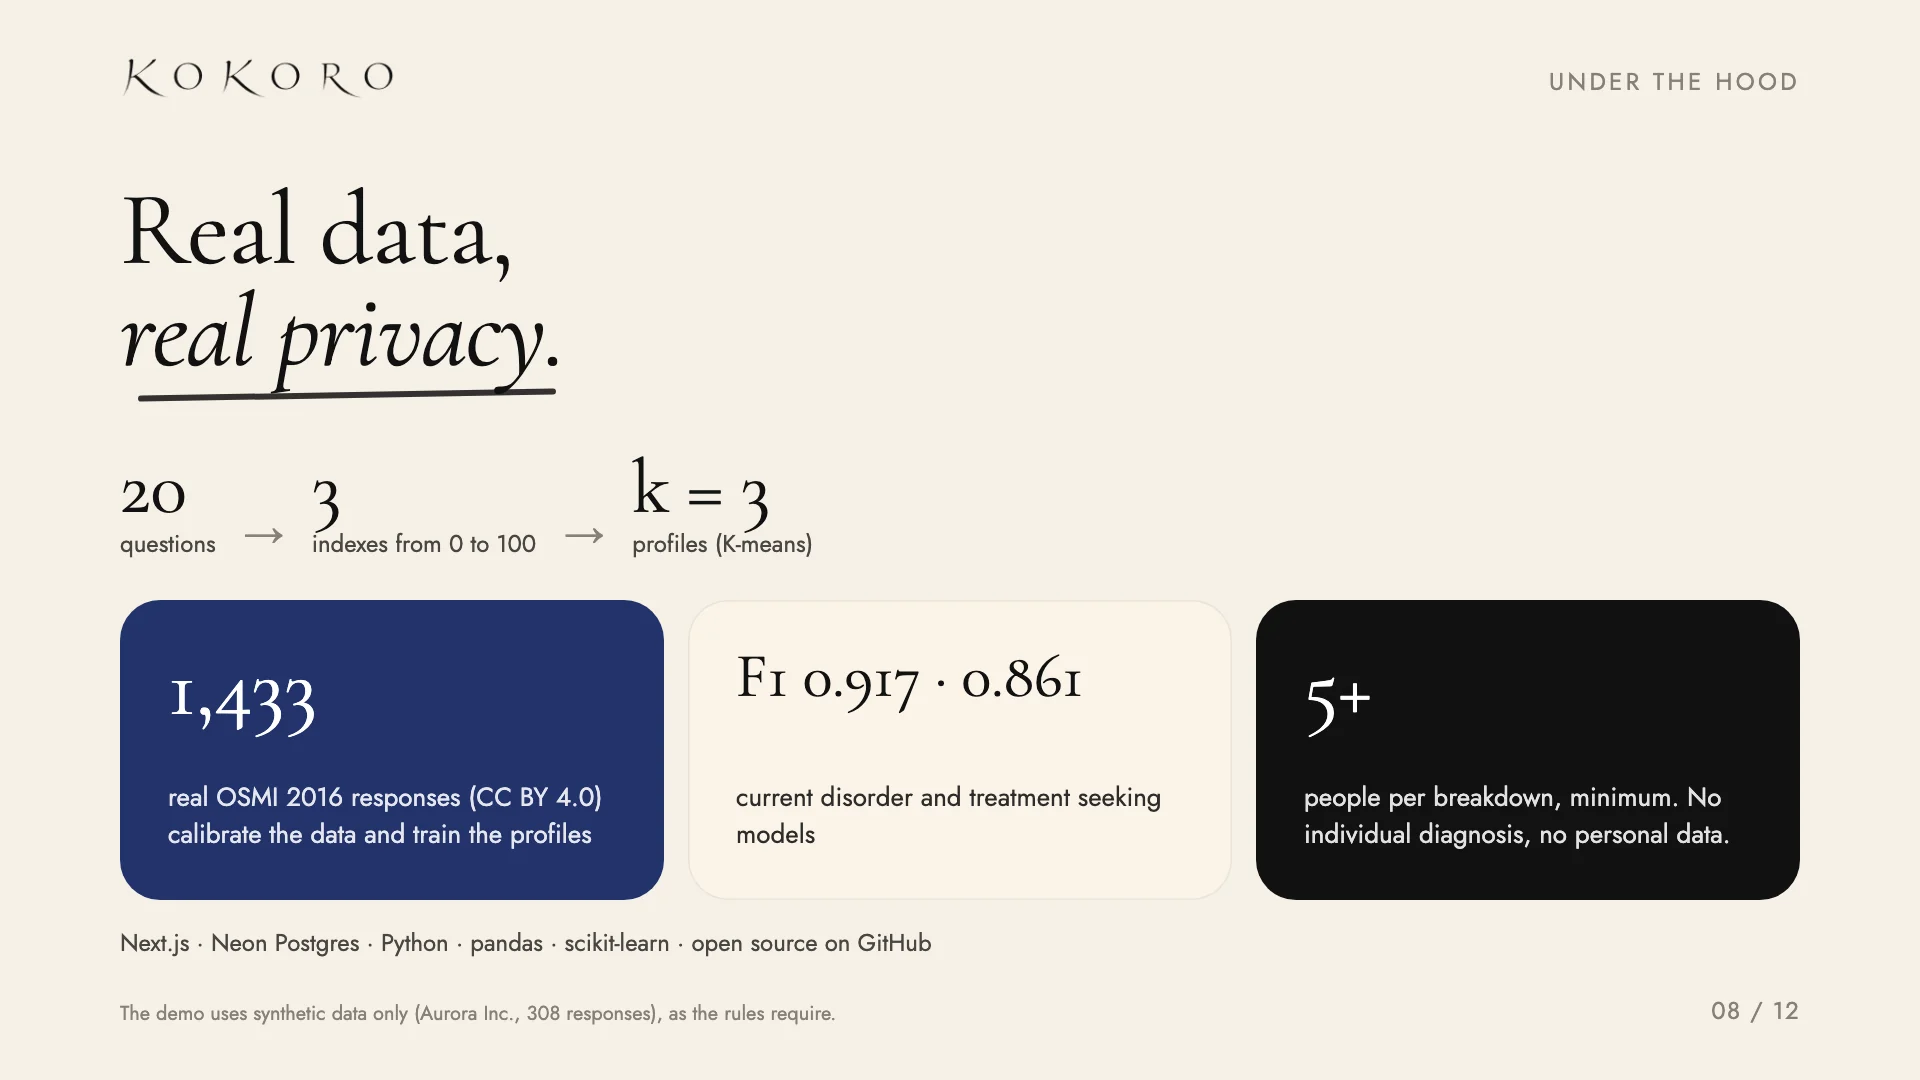 KOKORO
UNDER THE HOOD
Real data,
real privacy.
20
questions
→
3
indexes from 0 to 100
→
k = 3
profiles (K-means)
1,433
real OSMI 2016 responses (CC BY 4.0)
calibrate the data and train the profiles
F1 0.917 · 0.861
current disorder and treatment seeking
models
5+
people per breakdown, minimum. No
individual diagnosis, no personal data.
Next.js · Neon Postgres · Python · pandas · scikit-learn · open source on GitHub
The demo uses synthetic data only (Aurora Inc., 308 responses), as the rules require.
08 / 12